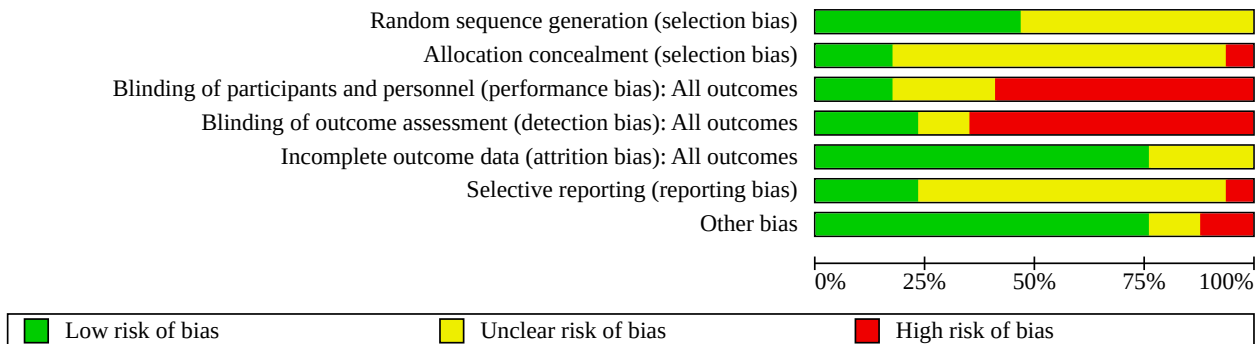 Random sequence generation (selection bias)
Allocation concealment (selection bias)
Blinding of participants and personnel (performance bias): All outcomes
Blinding of outcome assessment (detection bias): All outcomes
Incomplete outcome data (attrition bias): All outcomes
Selective reporting (reporting bias)
Other bias
0% 25% 50% 75% 100%
Low risk of bias Unclear risk of bias High risk of bias